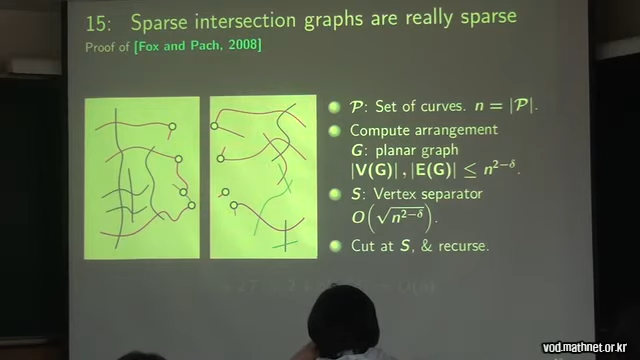 15: Sparse intersection graphs are really sparse
Proof of [Fox and Pach, 2008]
P: Set of curves. n = |P|.
Compute arrangement
G: planar graph
|V(G)|, |E(G)| ≤ n^{2−δ}.
S: Vertex separator
O(√n^{2−δ}).
Cut at S, & recurse.
vod.mathnet.or.kr